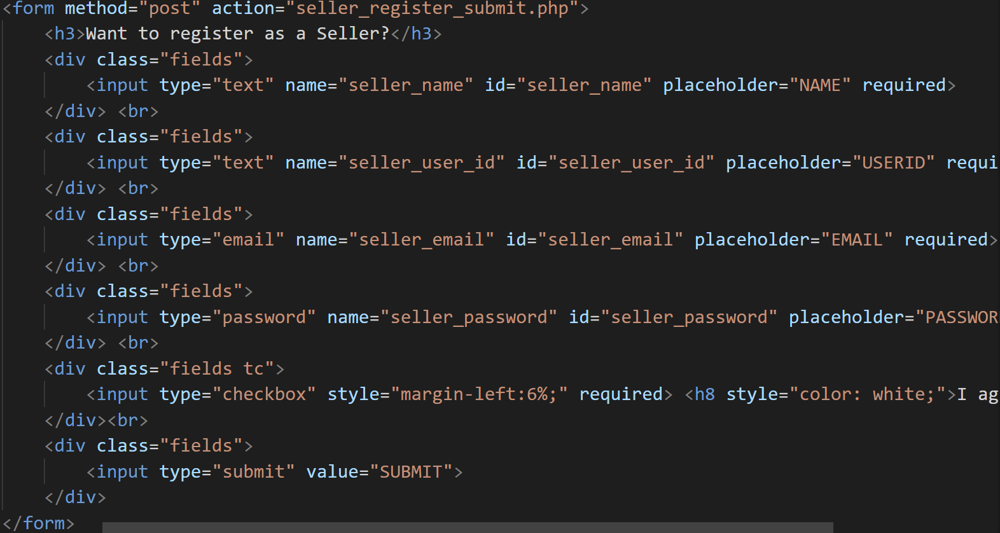 <form method="post" action="seller_register_submit.php">
<h3>Want to register as a Seller?</h3>
<div class="fields">
<input type="text" name="seller_name" id="seller_name" placeholder="NAME" required>
</div> <br>
<div class="fields">
<input type="text" name="seller_user_id" id="seller_user_id" placeholder="USERID" requi
</div> <br>
<div class="fields">
<input type="email" name="seller_email" id="seller_email" placeholder="EMAIL" required>
</div> <br>
<div class="fields">
<input type="password" name="seller_password" id="seller_password" placeholder="PASSWOR
</div> <br>
<div class="fields tc">
<input type="checkbox" style="margin-left:6%;" required> <h8 style="color: white;">I ag
</div><br>
<div class="fields">
<input type="submit" value="SUBMIT">
</div>
</form>